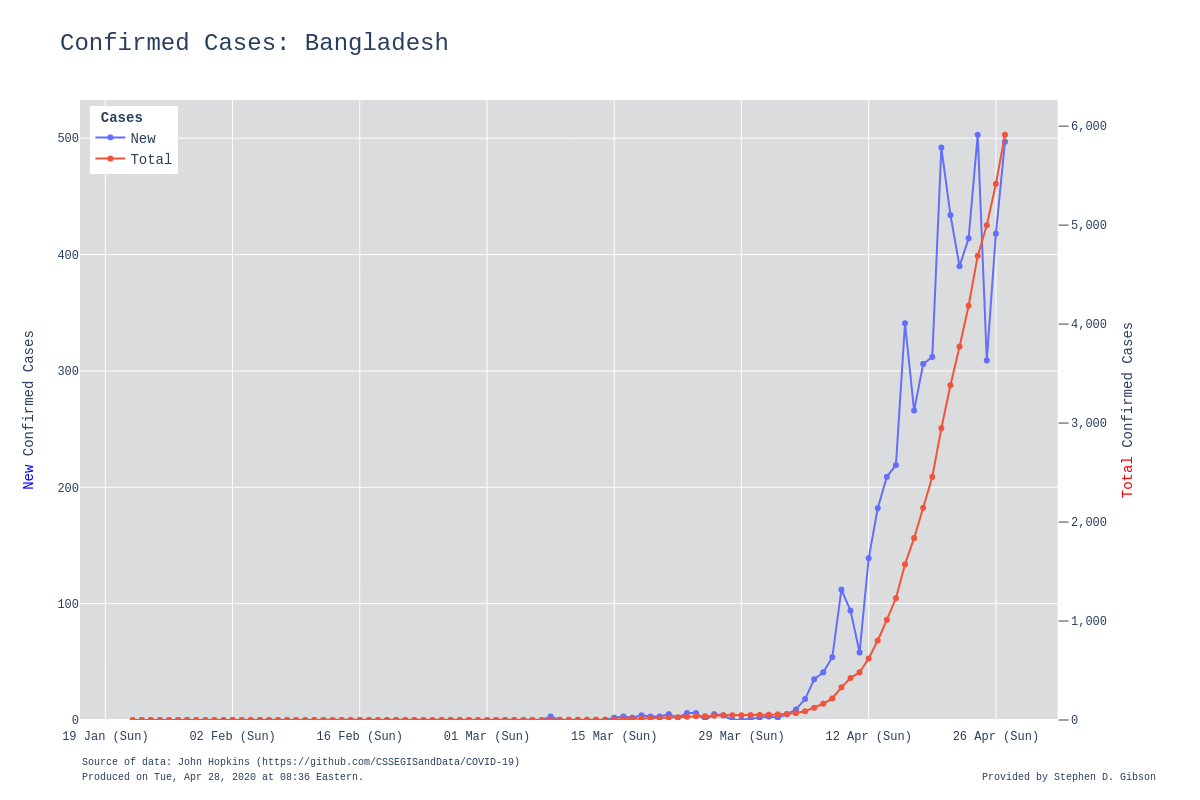 Confirmed Cases: Bangladesh
Cases
New
Total
500
400
300
200
100
0
6,000
5,000
4,000
3,000
2,000
1,000
0
New Confirmed Cases
Total Confirmed Cases
19 Jan (Sun) 02 Feb (Sun) 16 Feb (Sun) 01 Mar (Sun) 15 Mar (Sun) 29 Mar (Sun) 12 Apr (Sun) 26 Apr (Sun)
Source of data: John Hopkins (https://github.com/CSSEGISandData/COVID-19)
Produced on Tue, Apr 28, 2020 at 08:36 Eastern.
Provided by Stephen D. Gibson